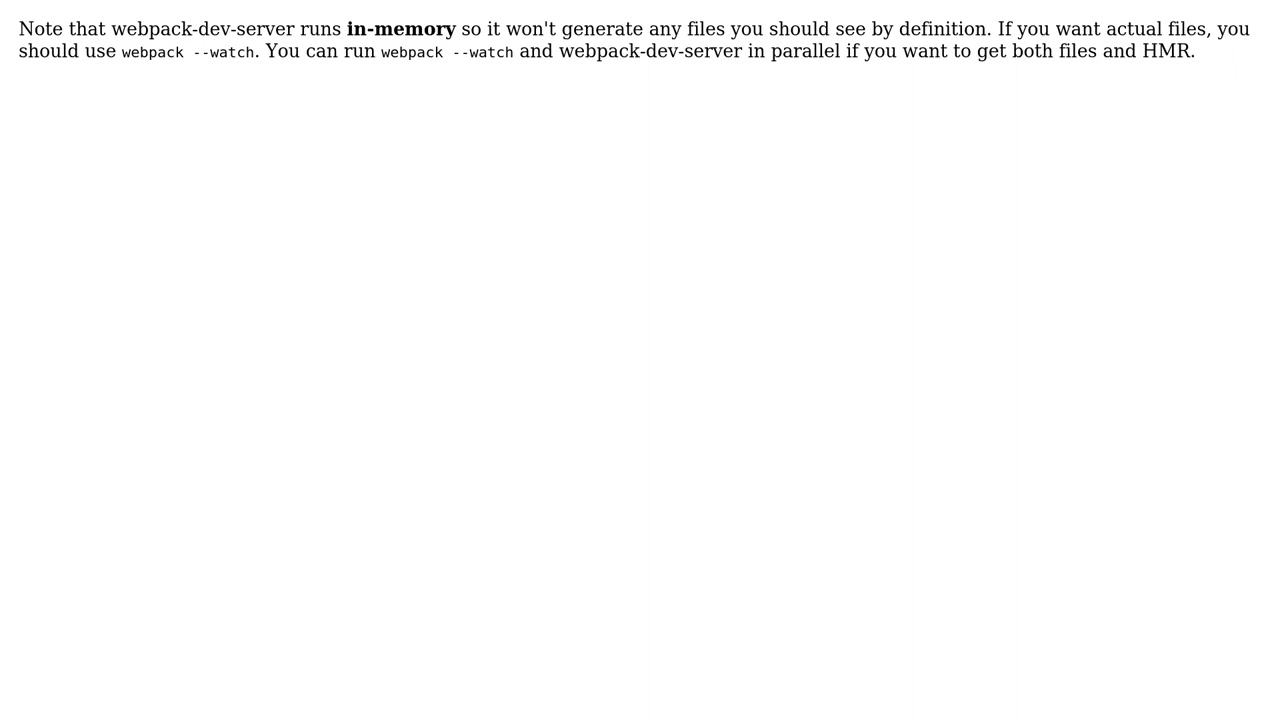 Note that webpack-dev-server runs in-memory so it won't generate any files you should see by definition. If you want actual files, you
should use webpack --watch. You can run webpack --watch and webpack-dev-server in parallel if you want to get both files and HMR.